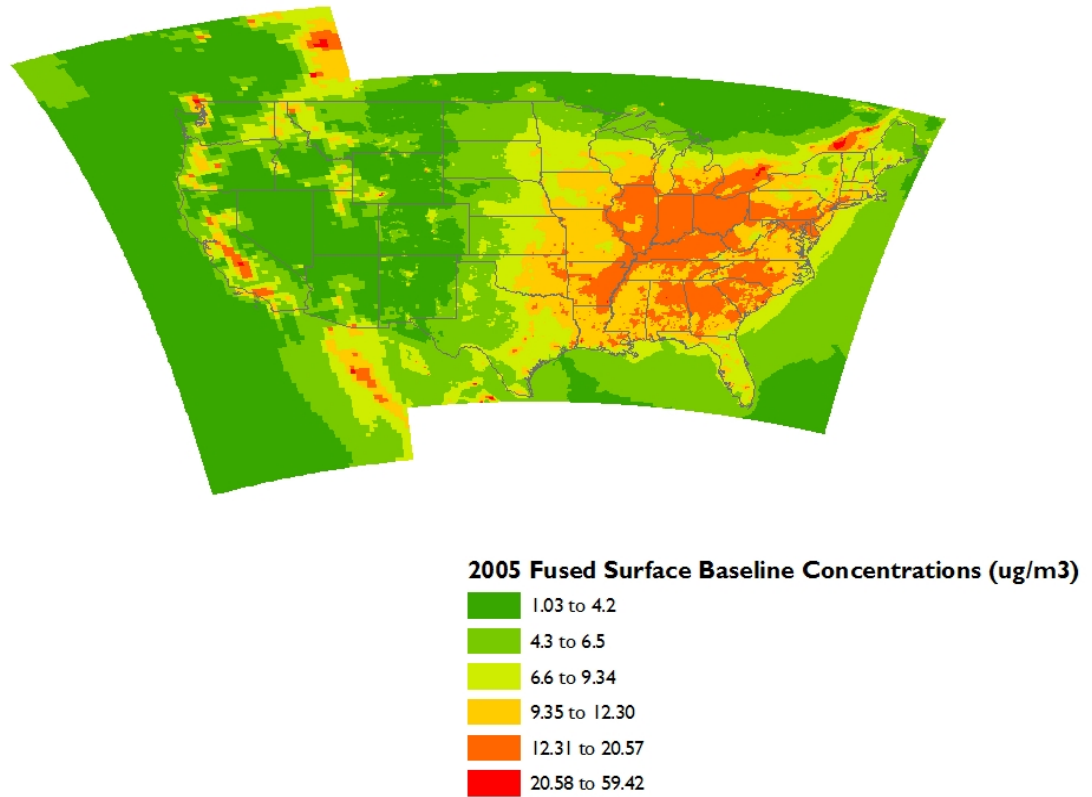 2005 Fused Surface Baseline Concentrations (ug/m3)
1.03 to 4.2
4.3 to 6.5
6.6 to 9.34
9.35 to 12.30
12.31 to 20.57
20.58 to 59.42